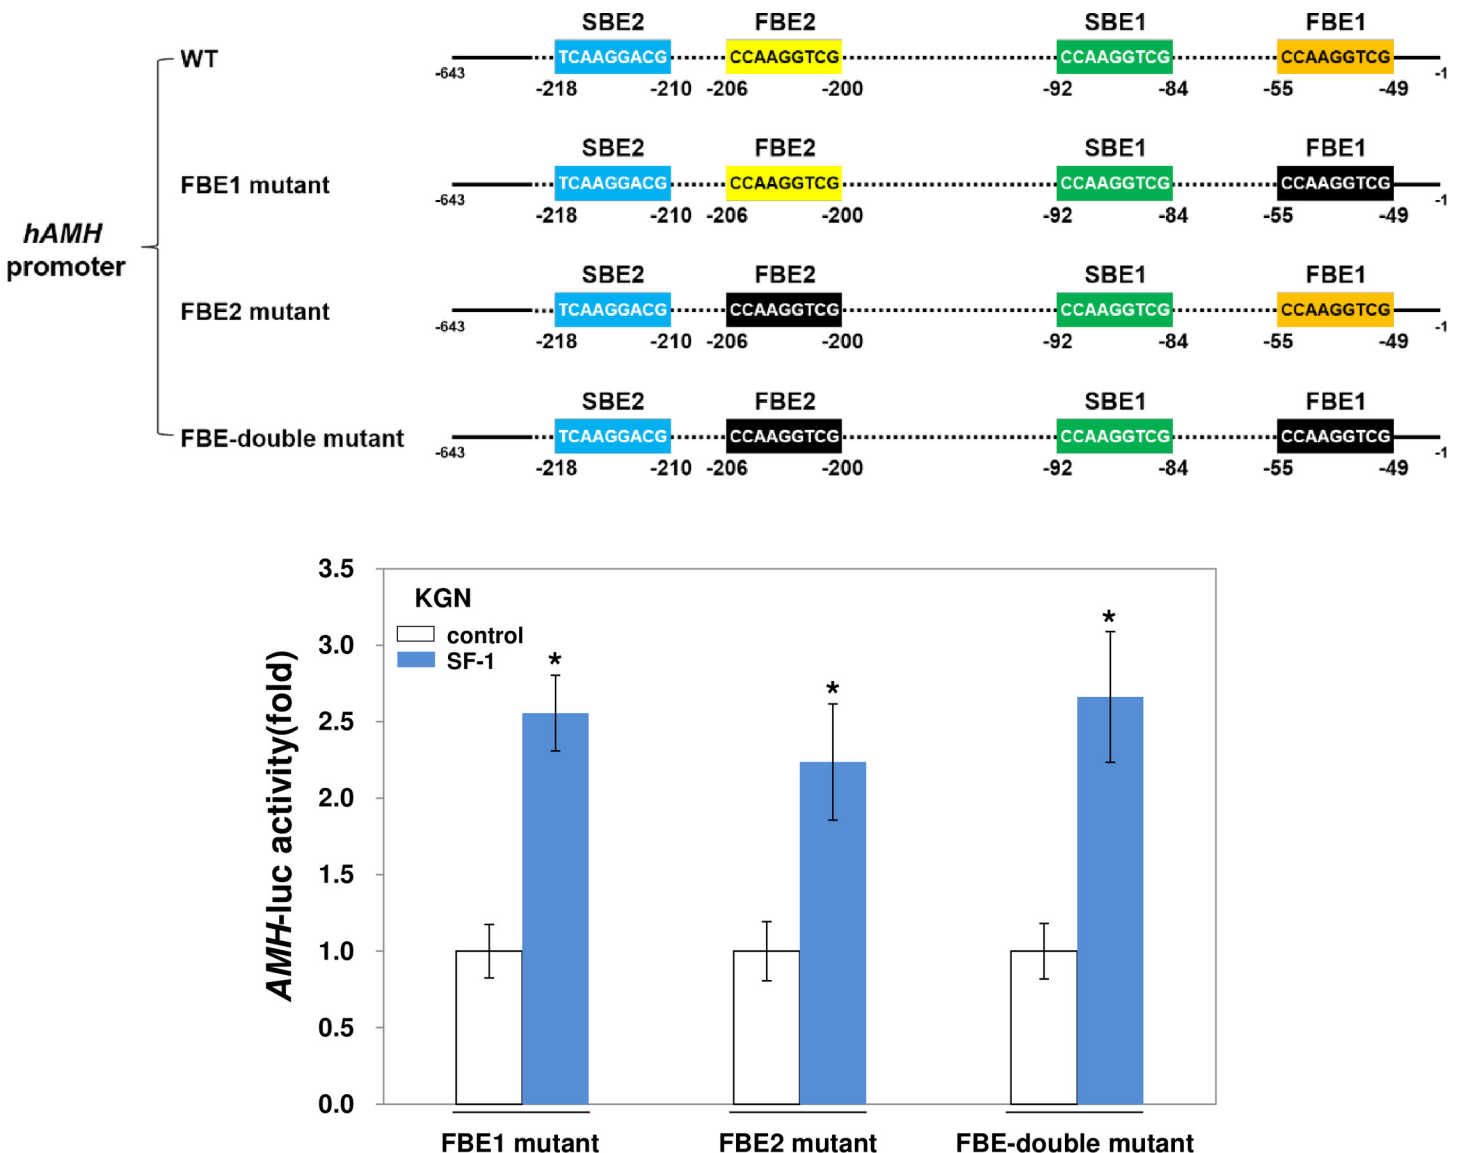 SBE2 FBE2 SBE1 FBE1
WT -643 TCAAGGACG CCAAGGTCG CCAAGGTCG CCAAGGTCG -1
-218 -210 -206 -200 -92 -84 -55 -49
SBE2 FBE2 SBE1 FBE1
FBE1 mutant -643 TCAAGGACG CCAAGGTCG CCAAGGTCG CCAAGGTCG -1
-218 -210 -206 -200 -92 -84 -55 -49
hAMH
promoter
SBE2 FBE2 SBE1 FBE1
FBE2 mutant -643 TCAAGGACG CCAAGGTCG CCAAGGTCG CCAAGGTCG -1
-218 -210 -206 -200 -92 -84 -55 -49
SBE2 FBE2 SBE1 FBE1
FBE-double mutant -643 TCAAGGACG CCAAGGTCG CCAAGGTCG CCAAGGTCG -1
-218 -210 -206 -200 -92 -84 -55 -49
AMH-luc activity(fold)
3.5
3.0
2.5
2.0
1.5
1.0
0.5
0.0
KGN
control
SF-1
*
*
*
FBE1 mutant FBE2 mutant FBE-double mutant